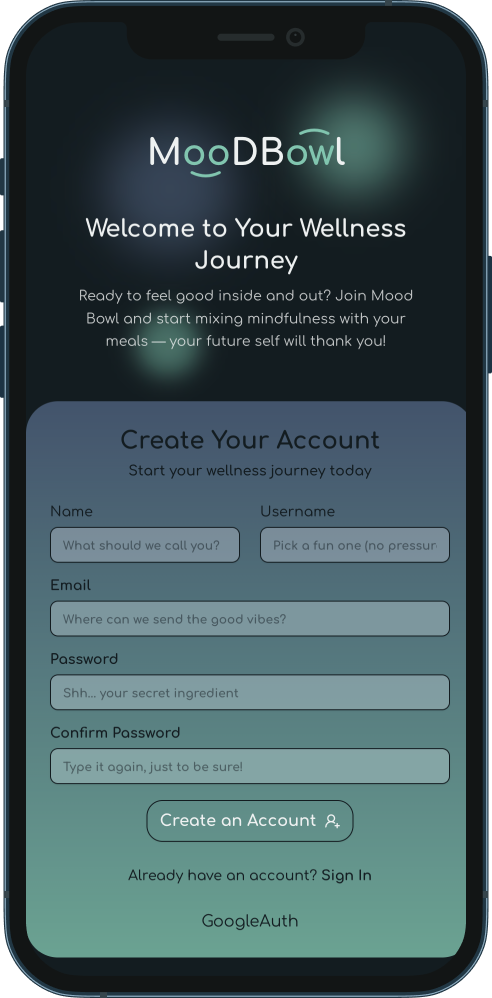 MooDBowl
Welcome to Your Wellness
Journey
Ready to feel good inside and out? Join Mood
Bowl and start mixing mindfulness with your
meals — your future self will thank you!
Create Your Account
Start your wellness journey today
Name Username
What should we call you? Pick a fun one (no pressur
Email
Where can we send the good vibes?
Password
Shh... your secret ingredient
Confirm Password
Type it again, just to be sure!
Create an Account
Already have an account? Sign In
GoogleAuth